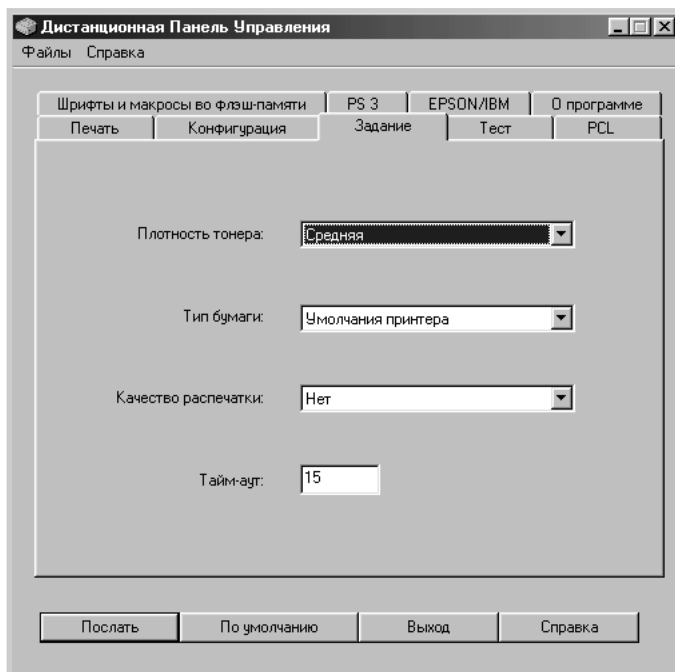 Дистанционная Панель Управления
Файлы Справка
Шрифты и макросы во флэш-памяти PS 3 EPSON/IBM О программе
Печать Конфигурация Задание Тест PCL
Плотность тонера: Средняя
Тип бумаги: Умолчания принтера
Качество распечатки: Нет
Тайм-аут: 15
Послать По умолчанию Выход Справка